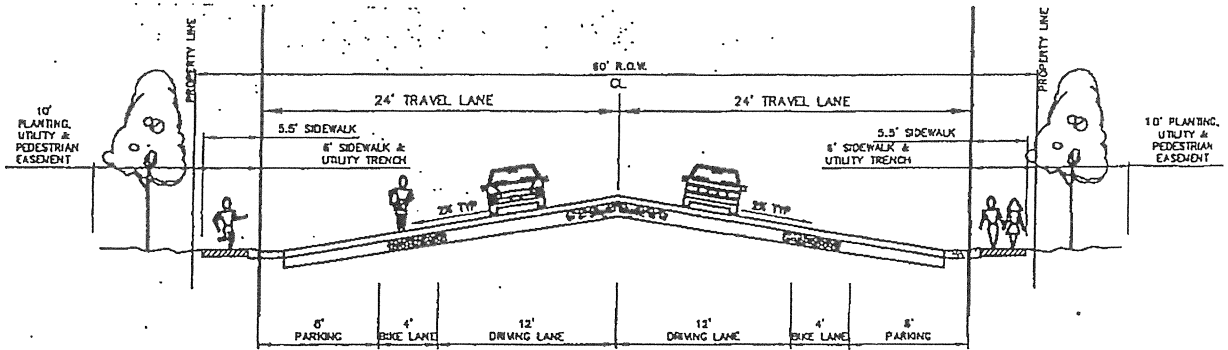 PROPERTY LINE
PROPERTY LINE
60' R.O.W.
CL
24' TRAVEL LANE
24' TRAVEL LANE
10'
PLANTING,
UTILITY &
PEDESTRIAN
EASEMENT
5.5' SIDEWALK
6' SIDEWALK &
UTILITY TRENCH
5.5' SIDEWALK
6' SIDEWALK &
UTILITY TRENCH
10' PLANTING,
UTILITY &
PEDESTRIAN
EASEMENT
2% TYP
2% TYP
8'
PARKING
4'
BIKE LANE
12'
DRIVING LANE
12'
DRIVING LANE
4'
BIKE LANE
8'
PARKING